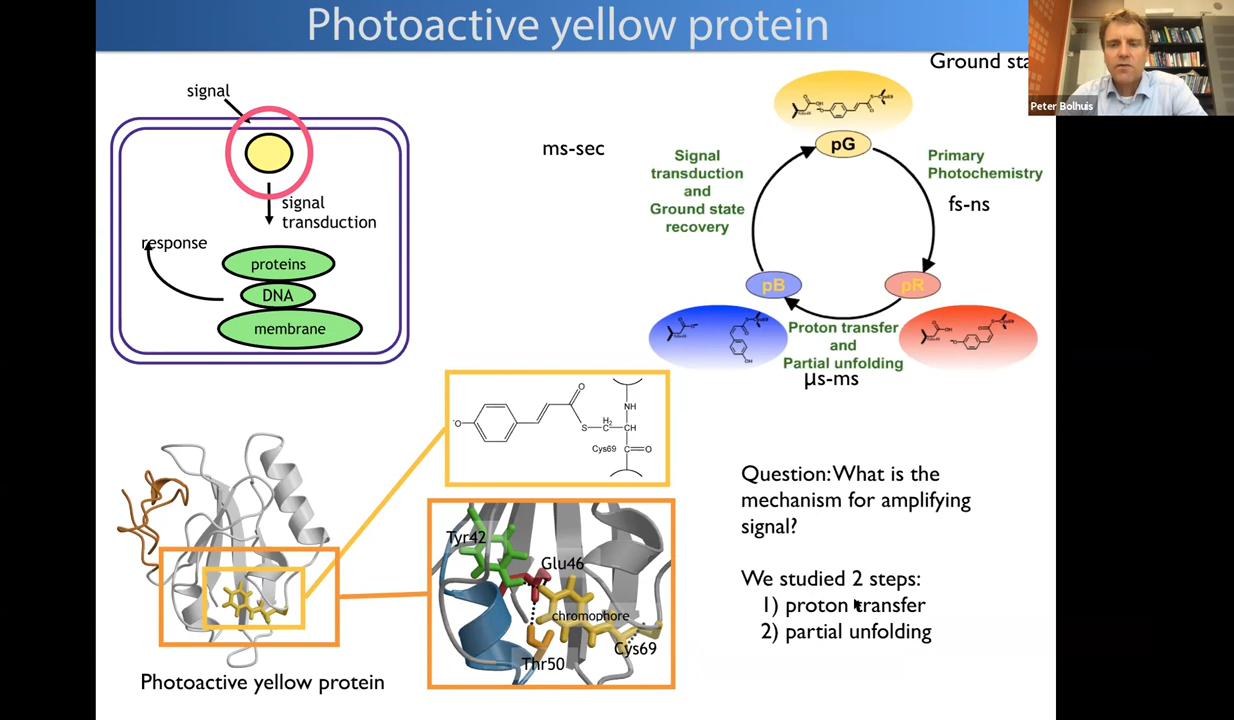 Photoactive yellow protein
Ground sta
Peter Bolhuis
signal
signal
transduction
response
proteins
DNA
membrane
ms-sec
pG
Signal
transduction
and
Ground state
recovery
Primary
Photochemistry
fs-ns
pB
pR
Proton transfer
and
Partial unfolding
μs-ms
O
-O
NH
H2
S
C
CH
Cys69
C
O
Tyr42
Glu46
chromophore
Cys69
Thr50
Photoactive yellow protein
Question: What is the
mechanism for amplifying
signal?
We studied 2 steps:
1) proton transfer
2) partial unfolding